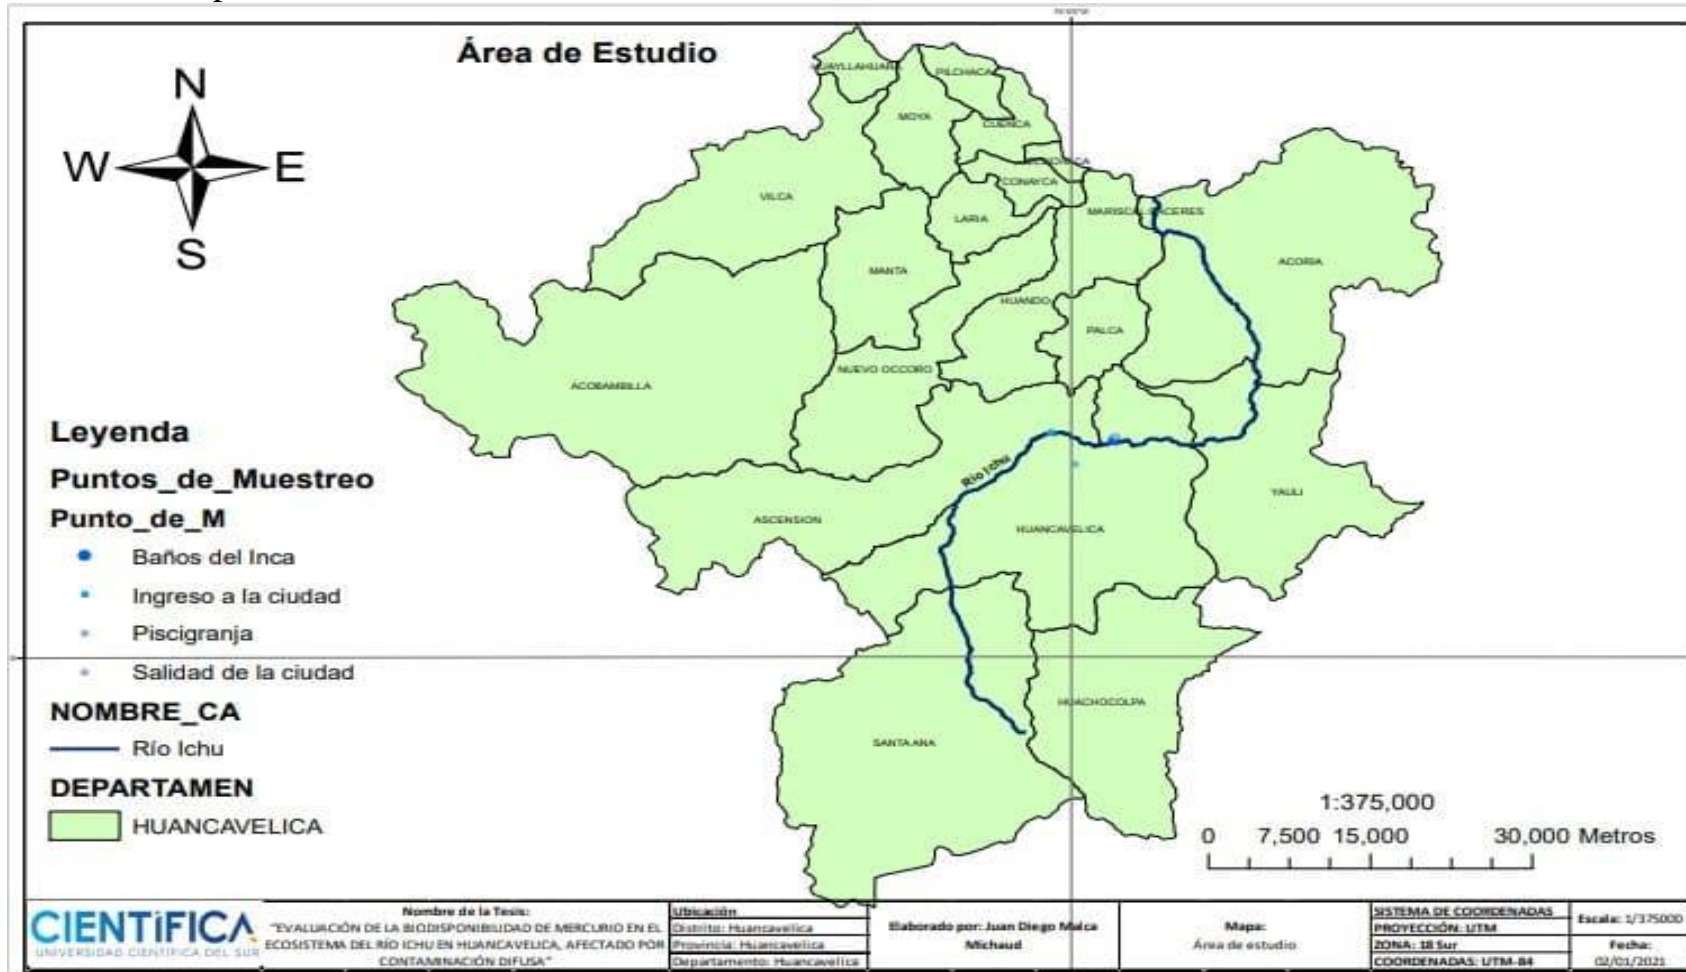 Área de Estudio
N
W
E
S
HUAYLLAHUARA
PILCHACA
MOYA
CUENCA
CONAYCA
VILCA
LARIA
MARISCAL CACERES
MANTA
ACORIA
HUANDO
PALCA
NUEVO OCCORO
ACOBAMBILLA
Río Ichu
YAULI
ASCENSION
HUANCAVELICA
HUACHOCOLPA
SANTA ANA
Leyenda
Puntos_de_Muestreo
Punto_de_M
Baños del Inca
Ingreso a la ciudad
Piscigranja
Salidad de la ciudad
NOMBRE_CA
Río Ichu
DEPARTAMEN
HUANCAVELICA
1:375,000
0 7,500 15,000 30,000 Metros
CIENTÍFICA
UNIVERSIDAD CIENTÍFICA DEL SUR
Nombre de la Tesis:
"EVALUACIÓN DE LA BIODISPONIBILIDAD DE MERCURIO EN EL
ECOSISTEMA DEL RÍO ICHU EN HUANCAVELICA, AFECTADO POR
CONTAMINACIÓN DIFUSA"
Ubicación
Distrito: Huancavelica
Provincia: Huancavelica
Departamento: Huancavelica
Elaborado por: Juan Diego Malca
Michaud
Mapa:
Área de estudio
SISTEMA DE COORDENADAS
PROYECCIÓN: UTM
ZONA: 18 Sur
COORDENADAS: UTM-84
Escala: 1/375000
Fecha:
02/01/2021